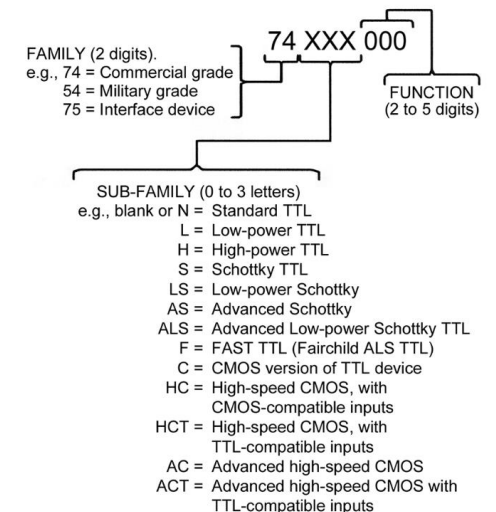 74 XXX 000
FAMILY (2 digits).
e.g., 74 = Commercial grade
54 = Military grade
75 = Interface device
FUNCTION
(2 to 5 digits)
SUB-FAMILY (0 to 3 letters)
e.g., blank or N = Standard TTL
L = Low-power TTL
H = High-power TTL
S = Schottky TTL
LS = Low-power Schottky
AS = Advanced Schottky
ALS = Advanced Low-power Schottky TTL
F = FAST TTL (Fairchild ALS TTL)
C = CMOS version of TTL device
HC = High-speed CMOS, with
CMOS-compatible inputs
HCT = High-speed CMOS, with
TTL-compatible inputs
AC = Advanced high-speed CMOS
ACT = Advanced high-speed CMOS with
TTL-compatible inputs